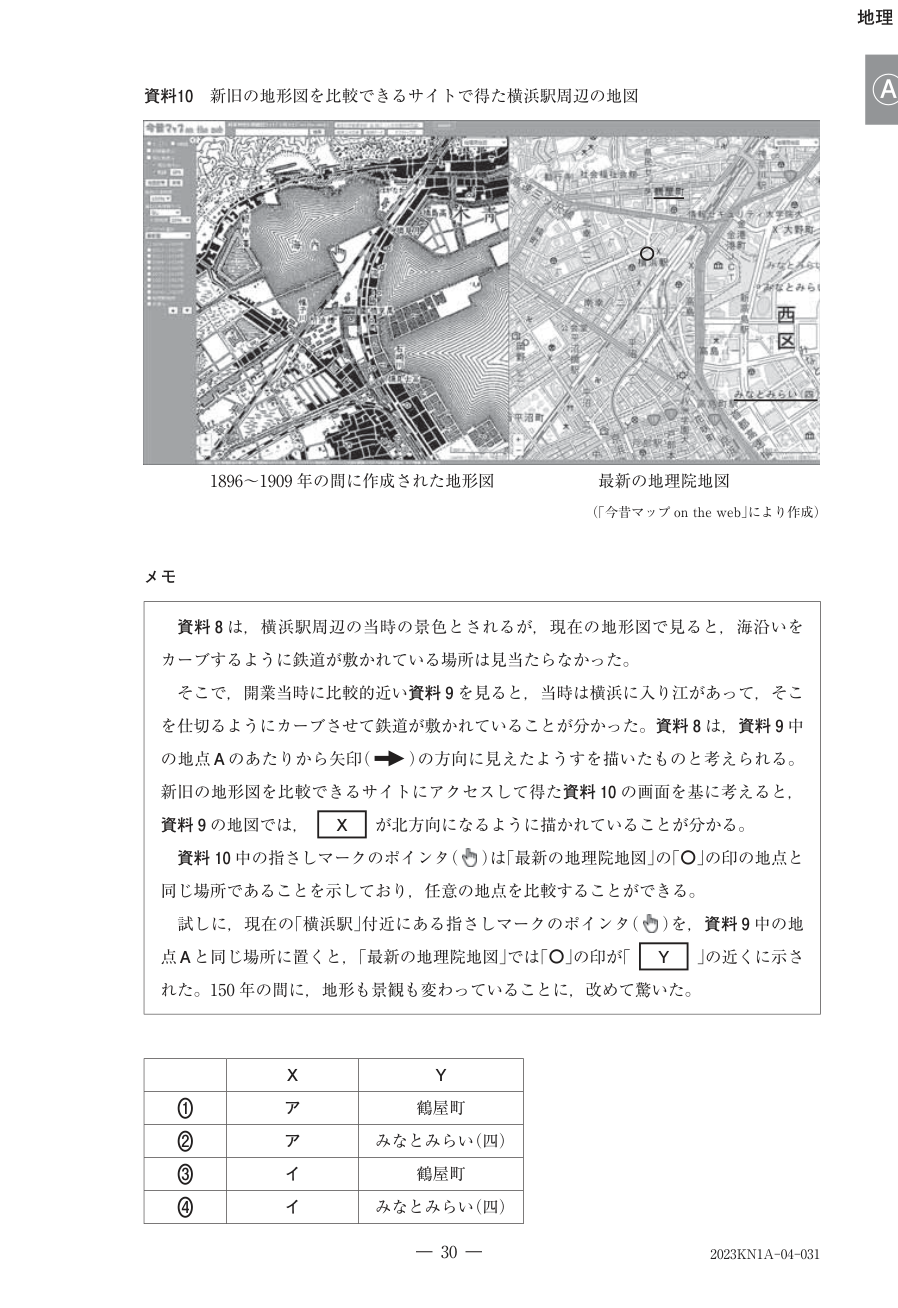 地理
A
資料10 新旧の地形図を比較できるサイトで得た横浜駅周辺の地図
今昔マップ on the web
鶴屋町
横浜駅
西区
みなとみらい(四)
平沼町
1896～1909 年の間に作成された地形図
最新の地理院地図
(「今昔マップ on the web」により作成)
メモ
資料8は，横浜駅周辺の当時の景色とされるが，現在の地形図で見ると，海沿いを
カーブするように鉄道が敷かれている場所は見当たらなかった。
そこで，開業当時に比較的近い資料9を見ると，当時は横浜に入り江があって，そこ
を仕切るようにカーブさせて鉄道が敷かれていることが分かった。資料8は，資料9中
の地点Aのあたりから矢印(➡)の方向に見えたようすを描いたものと考えられる。
新旧の地形図を比較できるサイトにアクセスして得た資料10の画面を基に考えると，
資料9の地図では， X が北方向になるように描かれていることが分かる。
資料10中の指さしマークのポインタ(☟)は「最新の地理院地図」の「○」の印の地点と
同じ場所であることを示しており，任意の地点を比較することができる。
試しに，現在の「横浜駅」付近にある指さしマークのポインタ(☟)を，資料9中の地
点Aと同じ場所に置くと，「最新の地理院地図」では「○」の印が「 Y 」の近くに示さ
れた。150年の間に，地形も景観も変わっていることに，改めて驚いた。
X Y
① ア 鶴屋町
② ア みなとみらい(四)
③ イ 鶴屋町
④ イ みなとみらい(四)
— 30 —
2023KN1A-04-031